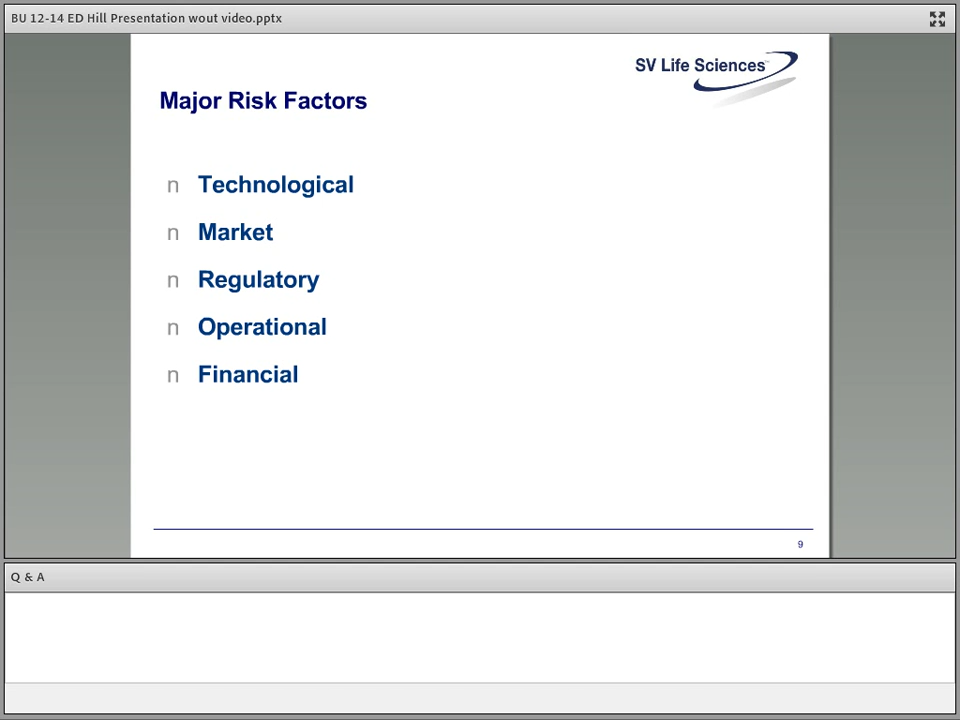 BU 12-14 ED Hill Presentation wout video.pptx
SV Life Sciences
Major Risk Factors
n Technological
n Market
n Regulatory
n Operational
n Financial
9
Q & A